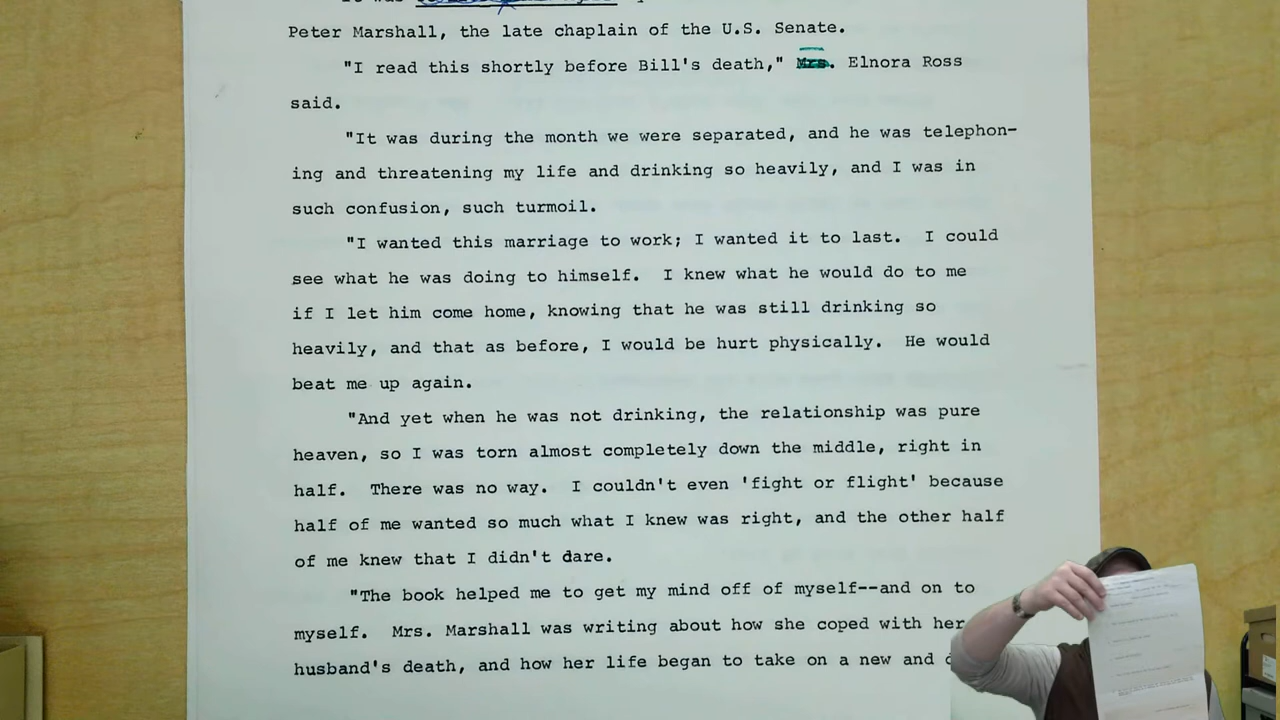 Peter Marshall, the late chaplain of the U.S. Senate.
"I read this shortly before Bill's death," Mrs. Elnora Ross
said.
"It was during the month we were separated, and he was telephon-
ing and threatening my life and drinking so heavily, and I was in
such confusion, such turmoil.
"I wanted this marriage to work; I wanted it to last. I could
see what he was doing to himself. I knew what he would do to me
if I let him come home, knowing that he was still drinking so
heavily, and that as before, I would be hurt physically. He would
beat me up again.
"And yet when he was not drinking, the relationship was pure
heaven, so I was torn almost completely down the middle, right in
half. There was no way. I couldn't even 'fight or flight' because
half of me wanted so much what I knew was right, and the other half
of me knew that I didn't dare.
"The book helped me to get my mind off of myself--and on to
myself. Mrs. Marshall was writing about how she coped with her
husband's death, and how her life began to take on a new and